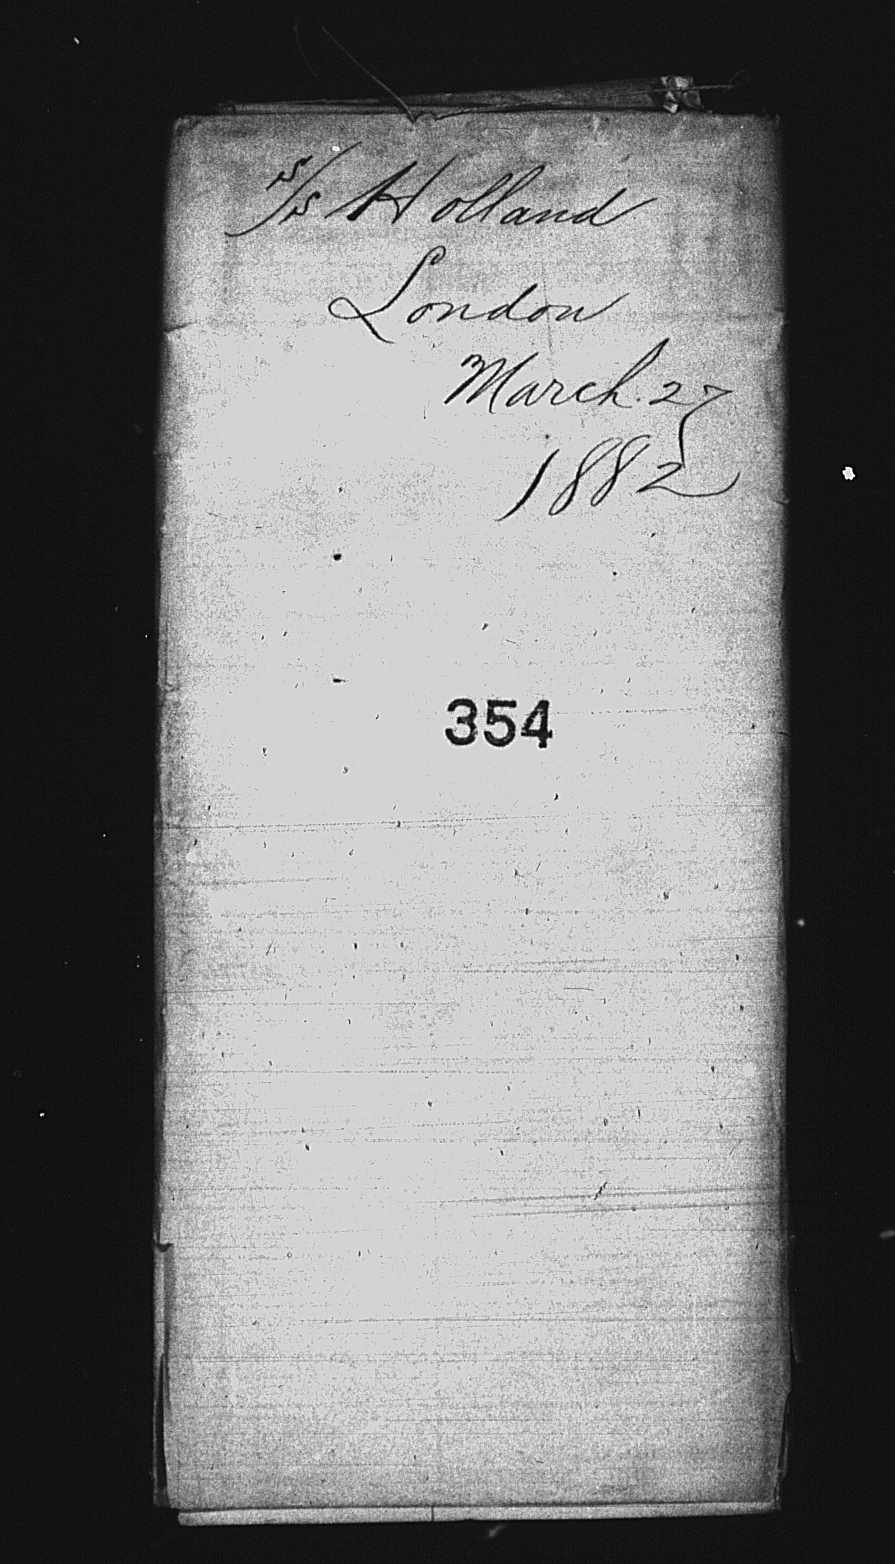 S/S Holland
London
March. 27
1882
354